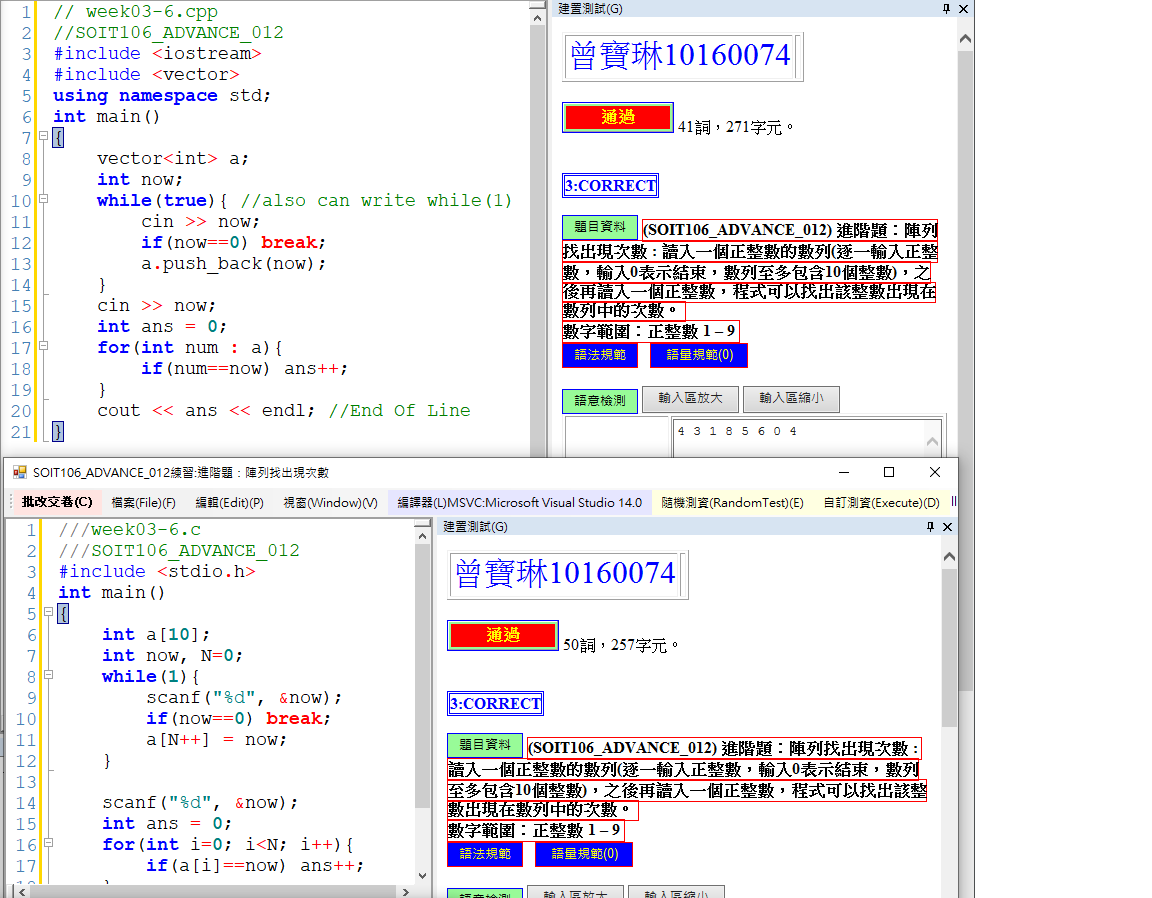 1 // week03-6.cpp
2 //SOIT106_ADVANCE_012
3 #include <iostream>
4 #include <vector>
5 using namespace std;
6 int main()
7 {
8 vector<int> a;
9 int now;
10 while(true){ //also can write while(1)
11 cin >> now;
12 if(now==0) break;
13 a.push_back(now);
14 }
15 cin >> now;
16 int ans = 0;
17 for(int num : a){
18 if(num==now) ans++;
19 }
20 cout << ans << endl; //End Of Line
21 }
建置測試(G)
曾寶琳10160074
通過 41詞，271字元。
3:CORRECT
題目資料 (SOIT106_ADVANCE_012) 進階題：陣列
找出現次數：讀入一個正整數的數列(逐一輸入正整
數，輸入0表示結束，數列至多包含10個整數)，之
後再讀入一個正整數，程式可以找出該整數出現在
數列中的次數。
數字範圍：正整數 1 – 9
語法規範 語量規範(0)
語意檢測 輸入區放大 輸入區縮小
4 3 1 8 5 6 0 4
SOIT106_ADVANCE_012練習:進階題：陣列找出現次數
批改交卷(C) 檔案(File)(F) 編輯(Edit)(P) 視窗(Window)(V) 編譯器(L)MSVC:Microsoft Visual Studio 14.0 隨機測資(RandomTest)(E) 自訂測資(Execute)(D)
1 ///week03-6.c
2 ///SOIT106_ADVANCE_012
3 #include <stdio.h>
4 int main()
5 {
6 int a[10];
7 int now, N=0;
8 while(1){
9 scanf("%d", &now);
10 if(now==0) break;
11 a[N++] = now;
12 }
13
14 scanf("%d", &now);
15 int ans = 0;
16 for(int i=0; i<N; i++){
17 if(a[i]==now) ans++;
建置測試(G)
曾寶琳10160074
通過 50詞，257字元。
3:CORRECT
題目資料 (SOIT106_ADVANCE_012) 進階題：陣列找出現次數：
讀入一個正整數的數列(逐一輸入正整數，輸入0表示結束，數列
至多包含10個整數)，之後再讀入一個正整數，程式可以找出該整
數出現在數列中的次數。
數字範圍：正整數 1 – 9
語法規範 語量規範(0)